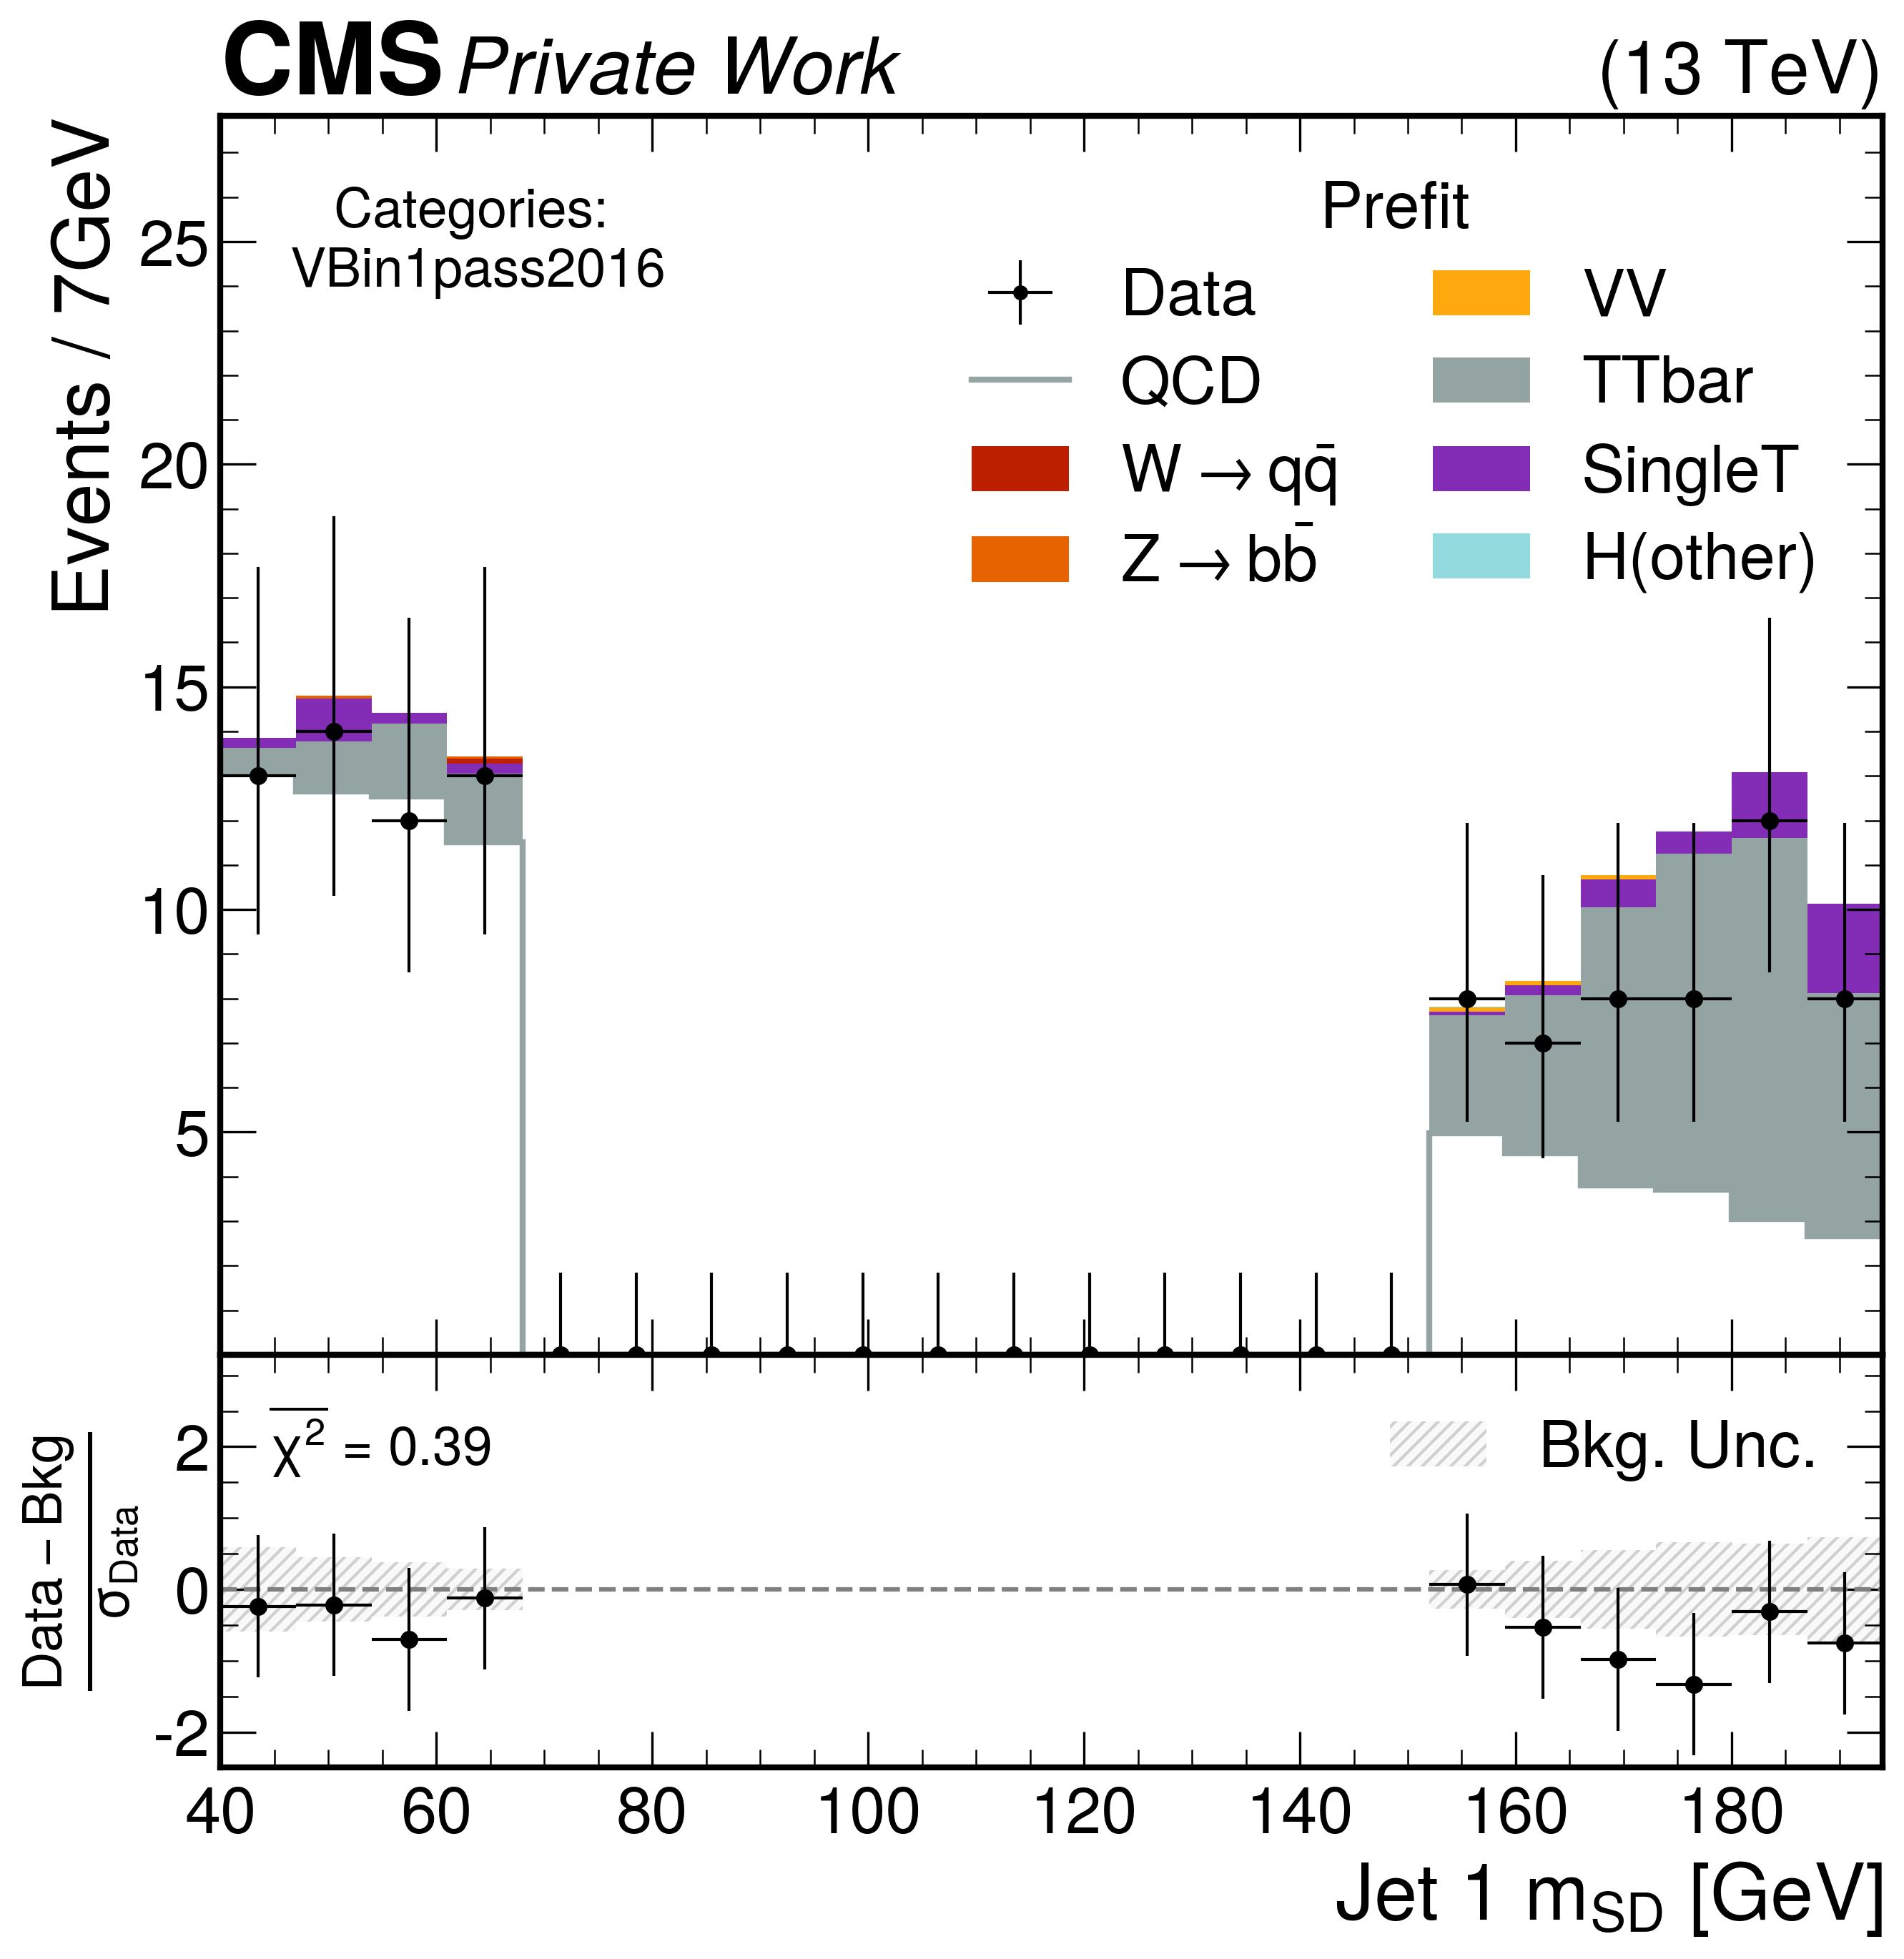 CMS Private Work (13 TeV)
Events / 7GeV
25
20
15
10
5
Categories:
VBin1pass2016
Prefit
Data
QCD
W → qq̄
Z → bb̄
VV
TTbar
SingleT
H(other)
Data − Bkg
σData
2
0
-2
χ² = 0.39
Bkg. Unc.
40 60 80 100 120 140 160 180
Jet 1 mSD [GeV]